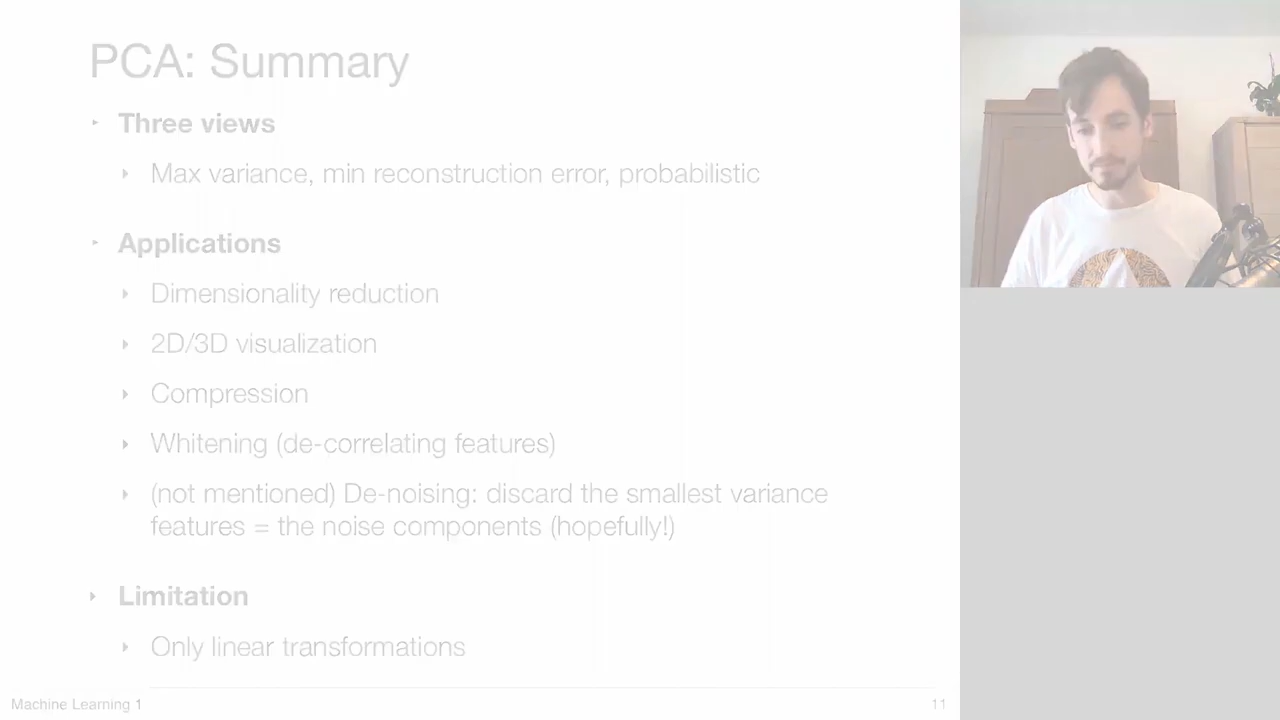 PCA: Summary
Three views
Max variance, min reconstruction error, probabilistic
Applications
Dimensionality reduction
2D/3D visualization
Compression
Whitening (de-correlating features)
(not mentioned) De-noising: discard the smallest variance
features = the noise components (hopefully!)
Limitation
Only linear transformations
Machine Learning 1
11